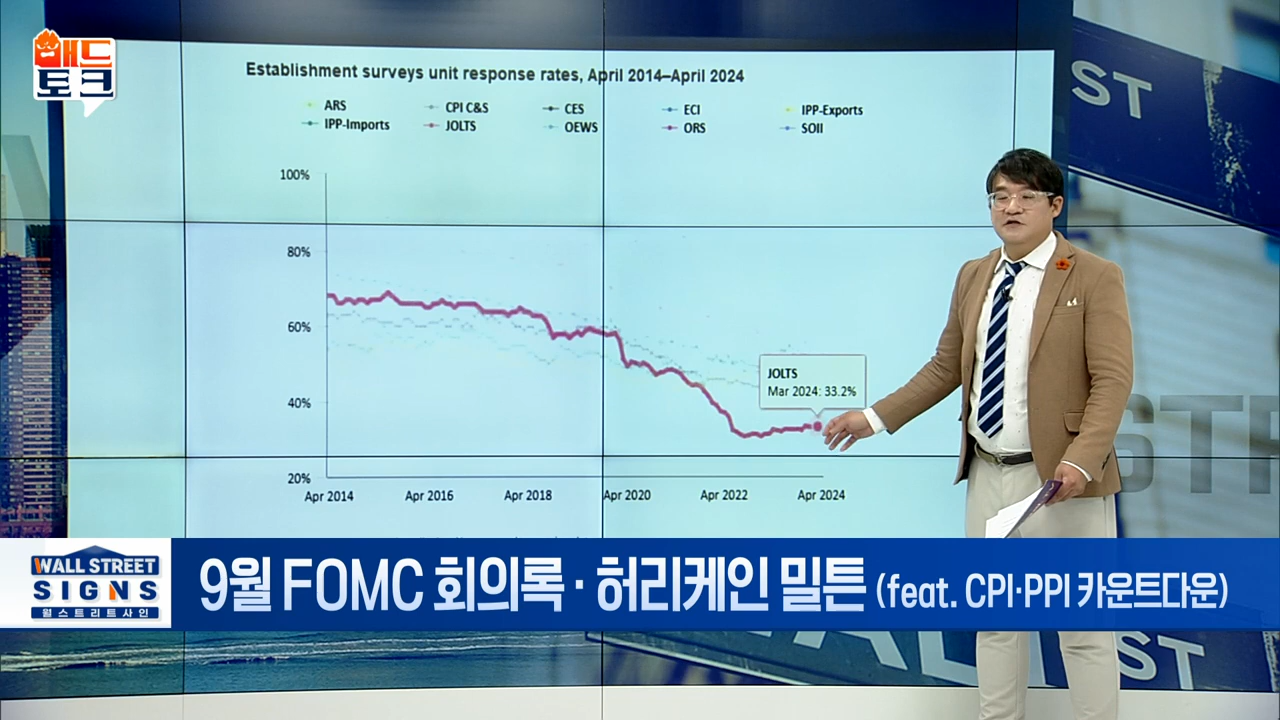 매드
토크
Establishment surveys unit response rates, April 2014–April 2024
ARS CPI C&S CES ECI IPP-Exports
IPP-Imports JOLTS OEWS ORS SOII
100%
80%
60%
40%
20%
JOLTS
Mar 2024: 33.2%
Apr 2014 Apr 2016 Apr 2018 Apr 2020 Apr 2022 Apr 2024
ST
STR
WALL STREET
SIGNS
월스트리트사인
9월 FOMC 회의록·허리케인 밀튼 (feat. CPI·PPI 카운트다운)
ST